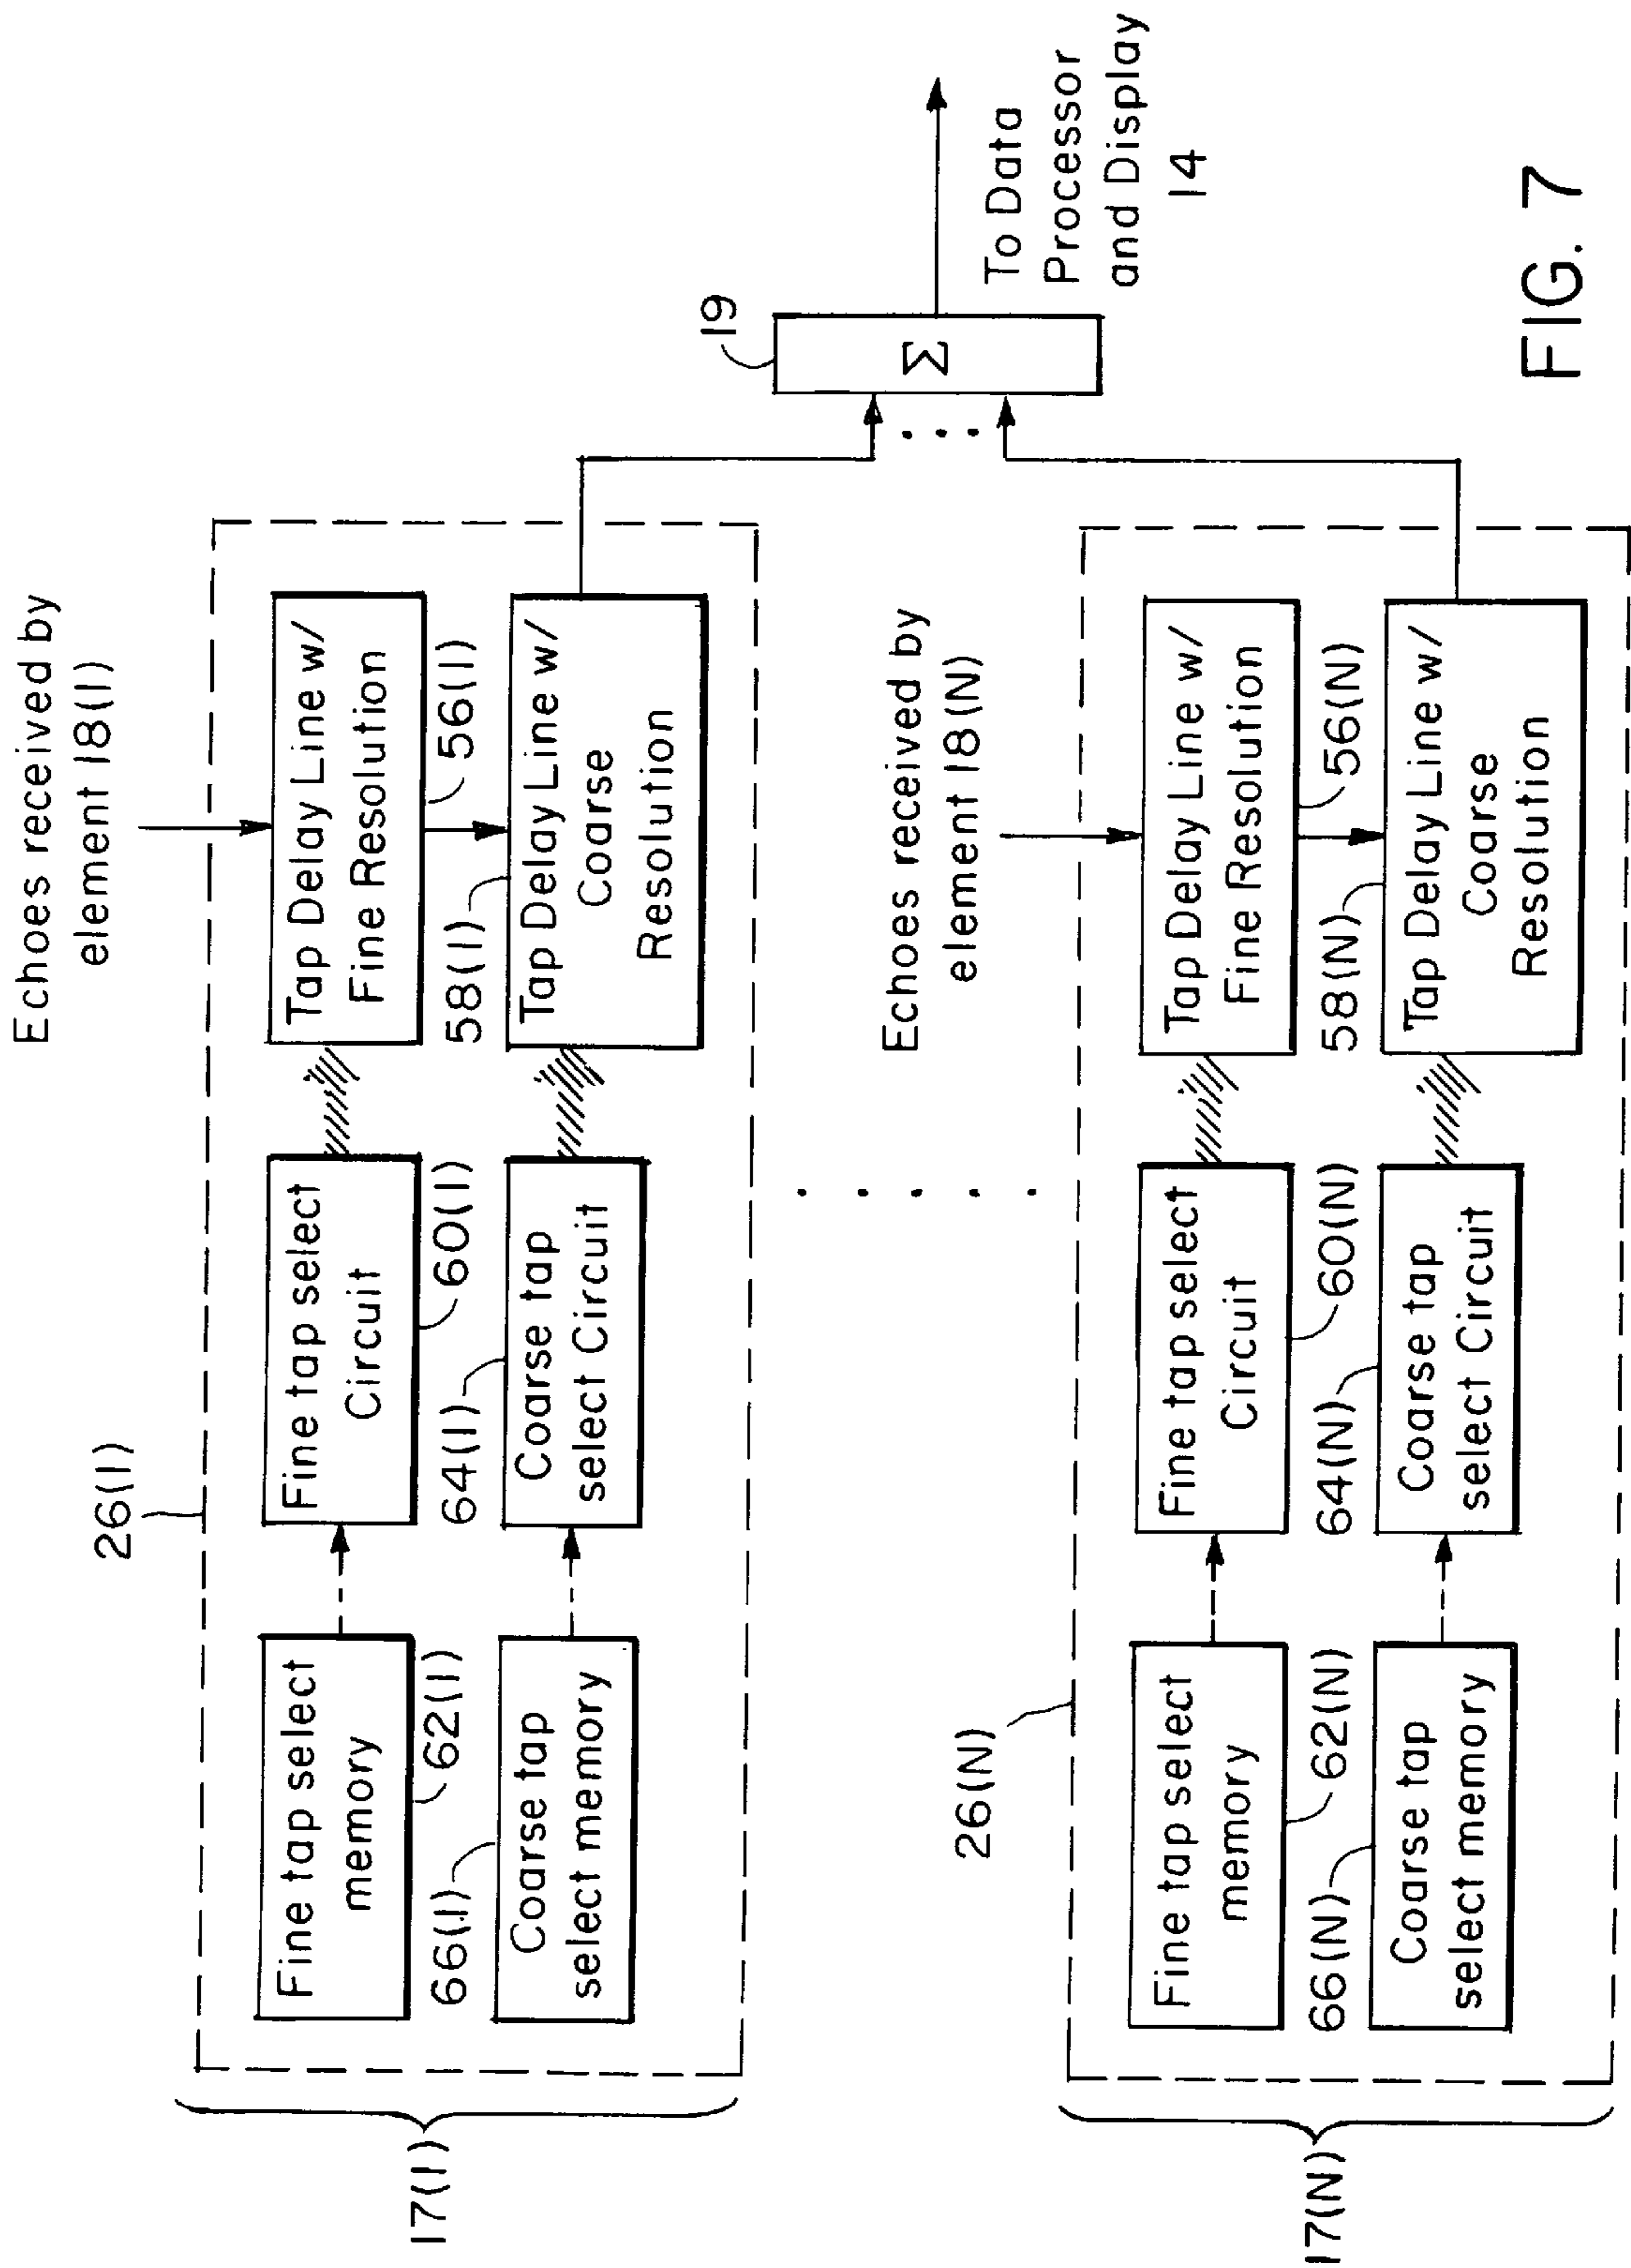 Echoes received by
element 18(1)
26(1)
17(1)
Fine tap select
memory
62(1)
Fine tap select
Circuit
60(1)
Tap Delay Line w/
Fine Resolution
56(1)
66(1)
Coarse tap
select memory
64(1)
Coarse tap
select Circuit
58(1)
Tap Delay Line w/
Coarse
Resolution
19
Σ
To Data
Processor
and Display
14
Echoes received by
element 18(N)
26(N)
17(N)
Fine tap select
memory
62(N)
Fine tap select
Circuit
60(N)
Tap Delay Line w/
Fine Resolution
56(N)
66(N)
Coarse tap
select memory
64(N)
Coarse tap
select Circuit
58(N)
Tap Delay Line w/
Coarse
Resolution
FIG. 7